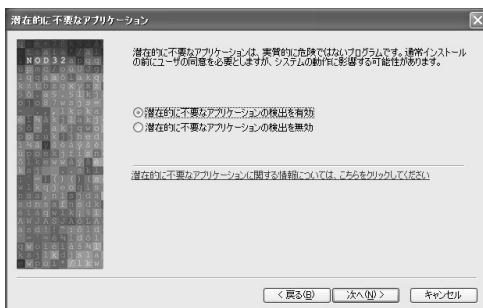 潜在的に不要なアプリケーション
NOD32
潜在的に不要なアプリケーションは、実質的に危険ではないプログラムです。通常インストール
の前にユーザの同意を必要としますが、システムの動作に影響する可能性があります。
潜在的に不要なアプリケーションの検出を有効
潜在的に不要なアプリケーションの検出を無効
潜在的に不要なアプリケーションに関する情報については、こちらをクリックしてください
< 戻る(B)
次へ(N) >
キャンセル